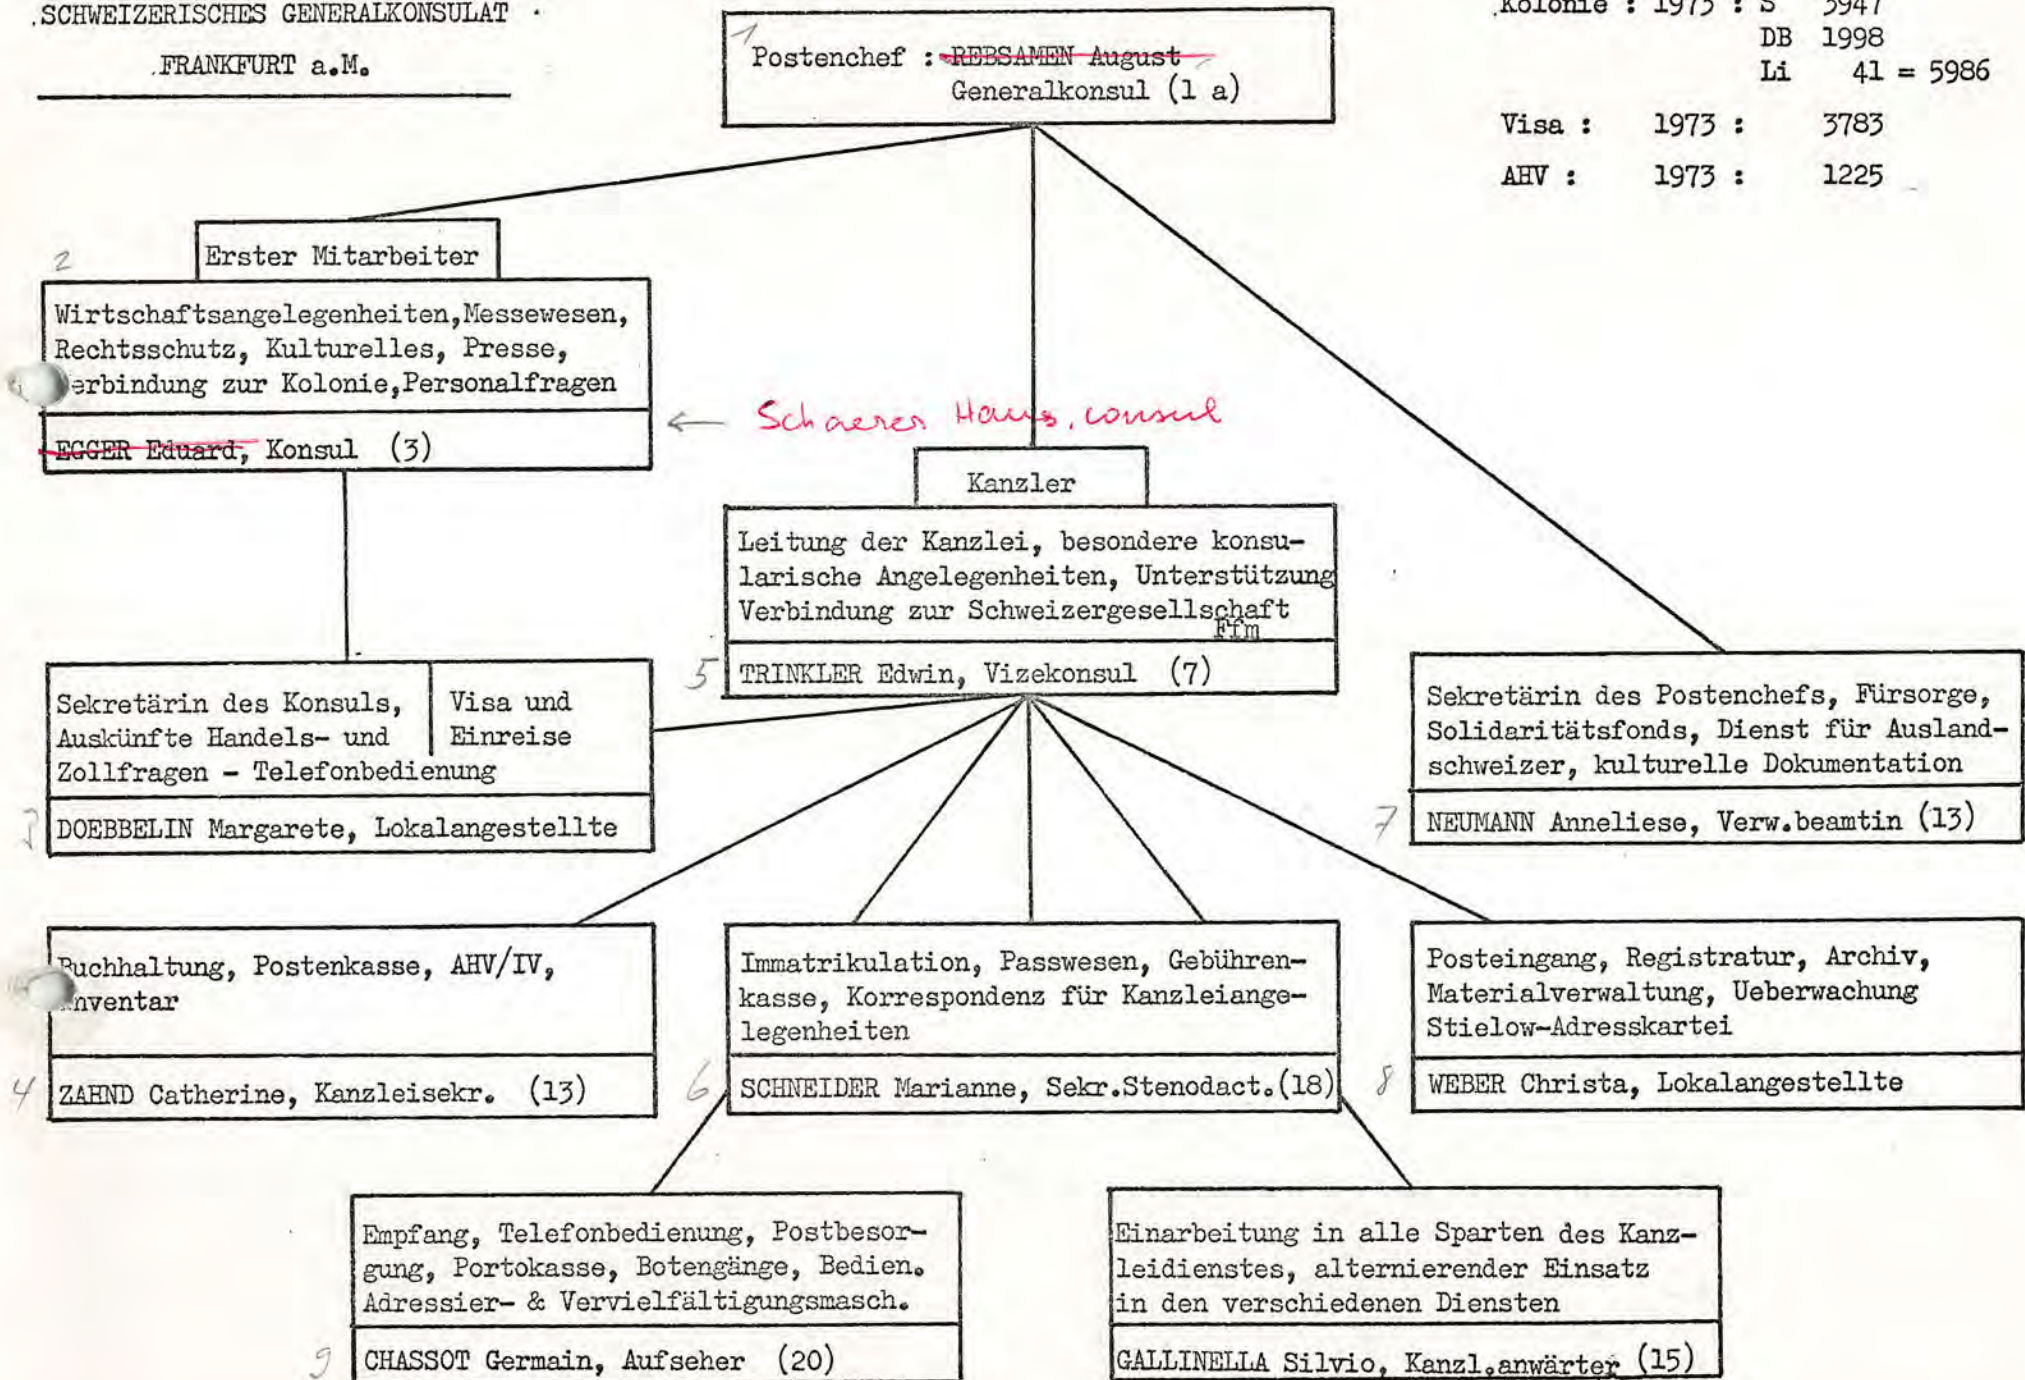 SCHWEIZERISCHES GENERALKONSULAT
FRANKFURT a.M.
1
Postenchef : REBSAMEN August
Generalkonsul (1 a)
Kolonie : 1973 : S 3947
DB 1998
Li 41 = 5986
Visa : 1973 : 3783
AHV : 1973 : 1225
2
Erster Mitarbeiter
Wirtschaftsangelegenheiten,Messewesen,
Rechtsschutz, Kulturelles, Presse,
erbindung zur Kolonie,Personalfragen
EGGER Eduard, Konsul (3)
← Schaerer Hans, consul
Kanzler
Leitung der Kanzlei, besondere konsu-
larische Angelegenheiten, Unterstützung
Verbindung zur Schweizergesellschaft
Ffm
5
TRINKLER Edwin, Vizekonsul (7)
Sekretärin des Konsuls,
Auskünfte Handels- und
Zollfragen - Telefonbedienung
Visa und
Einreise
DOEBBELIN Margarete, Lokalangestellte
Sekretärin des Postenchefs, Fürsorge,
Solidaritätsfonds, Dienst für Ausland-
schweizer, kulturelle Dokumentation
7
NEUMANN Anneliese, Verw.beamtin (13)
Buchhaltung, Postenkasse, AHV/IV,
nventar
4
ZAHND Catherine, Kanzleisekr. (13)
Immatrikulation, Passwesen, Gebühren-
kasse, Korrespondenz für Kanzleiange-
legenheiten
6
SCHNEIDER Marianne, Sekr.Stenodact.(18)
Posteingang, Registratur, Archiv,
Materialverwaltung, Ueberwachung
Stielow-Adresskartei
8
WEBER Christa, Lokalangestellte
Empfang, Telefonbedienung, Postbesor-
gung, Portokasse, Botengänge, Bedien.
Adressier- & Vervielfältigungsmasch.
9
CHASSOT Germain, Aufseher (20)
Einarbeitung in alle Sparten des Kanz-
leidienstes, alternierender Einsatz
in den verschiedenen Diensten
GALLINELLA Silvio, Kanzl.anwärter (15)